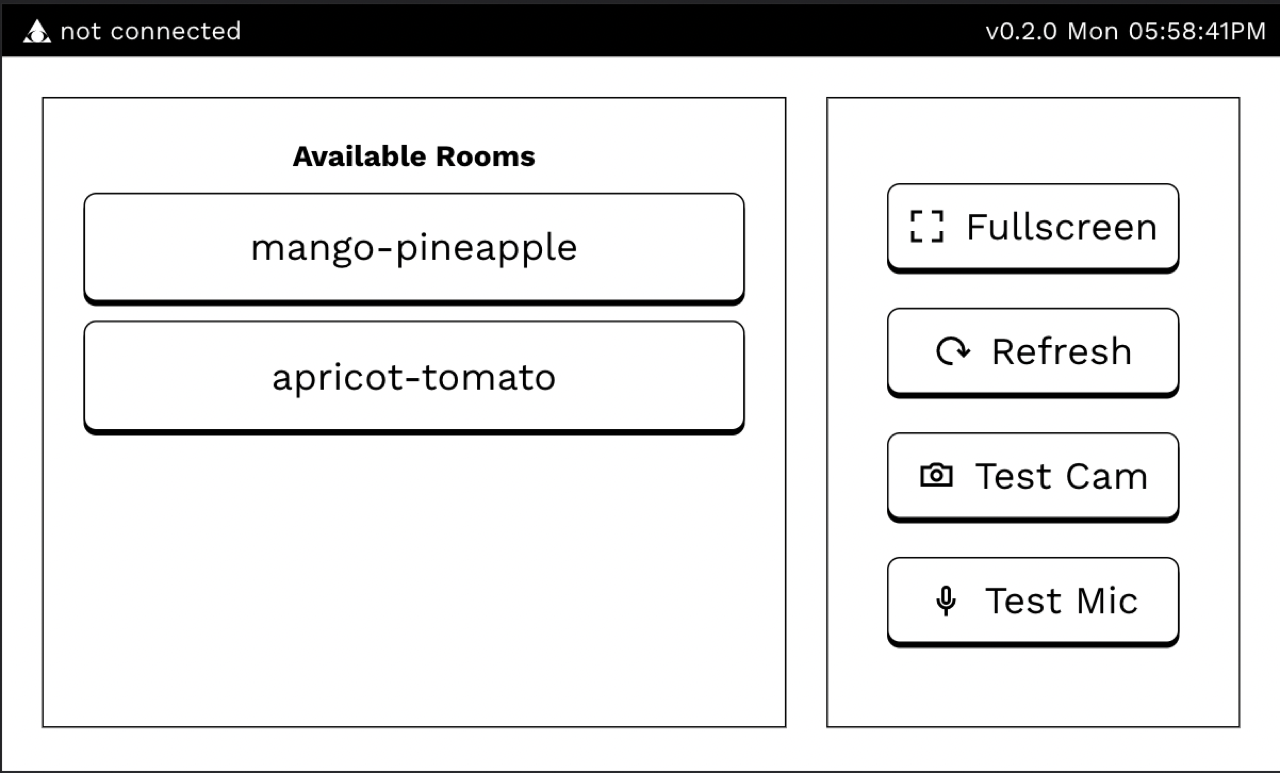 not connected
v0.2.0 Mon 05:58:41PM
Available Rooms
mango-pineapple
apricot-tomato
Fullscreen
Refresh
Test Cam
Test Mic